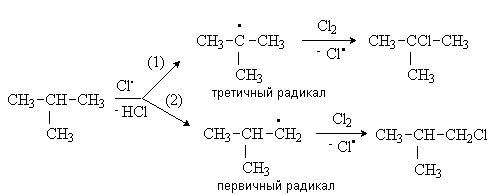 • Cl₂
CH₃—C—CH₃ CH₃—CCl—CH₃
(1) - Cl•
Cl• CH₃ CH₃
третичный радикал
CH₃—CH—CH₃
- HCl (2)
CH₃ • Cl₂
CH₃—CH—CH₂ CH₃—CH—CH₂Cl
- Cl•
CH₃ CH₃
первичный радикал